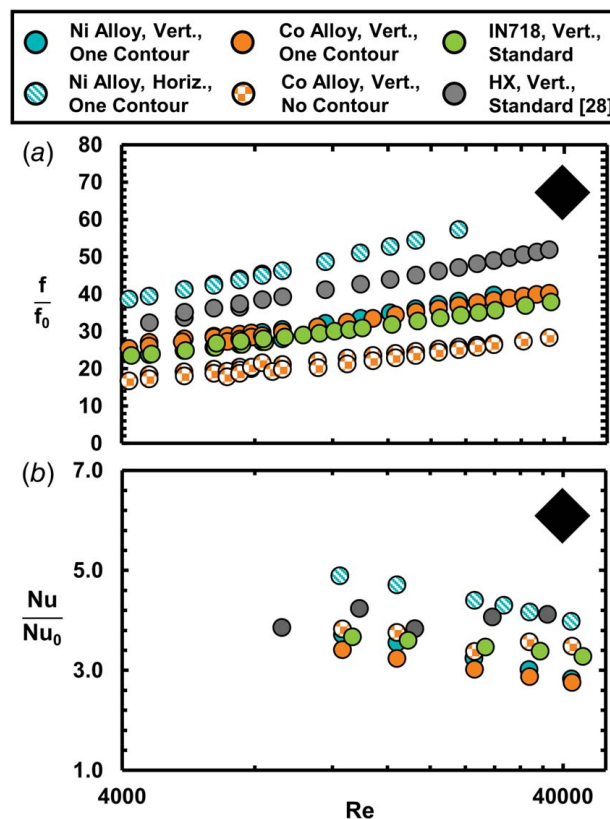 Ni Alloy, Vert.,
One Contour
Co Alloy, Vert.,
One Contour
IN718, Vert.,
Standard
Ni Alloy, Horiz.,
One Contour
Co Alloy, Vert.,
No Contour
HX, Vert.,
Standard [28]
(a)
80
70
60
50
40
30
20
10
0
f
f0
(b)
7.0
5.0
3.0
1.0
Nu
Nu0
4000
Re
40000